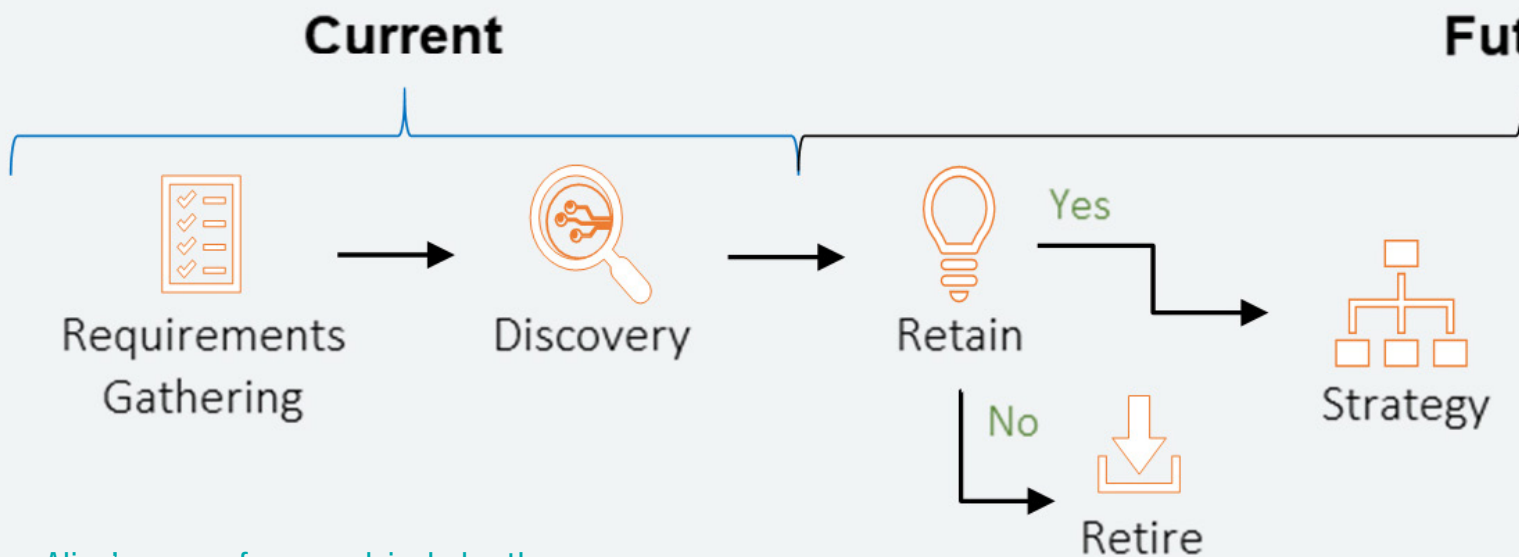 Current
Fut
Requirements
Gathering
Discovery
Retain
Yes
No
Retire
Strategy